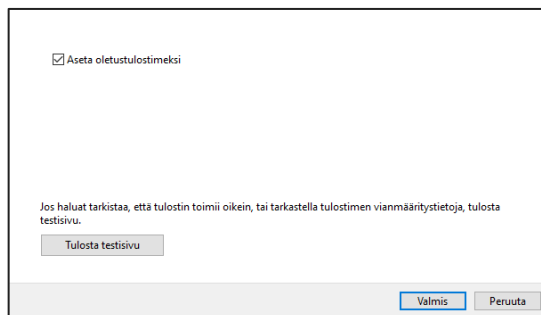 Aseta oletustulostimeksi
Jos haluat tarkistaa, että tulostin toimii oikein, tai tarkastella tulostimen vianmääritystietoja, tulosta
testisivu.
Tulosta testisivu
Valmis
Peruuta